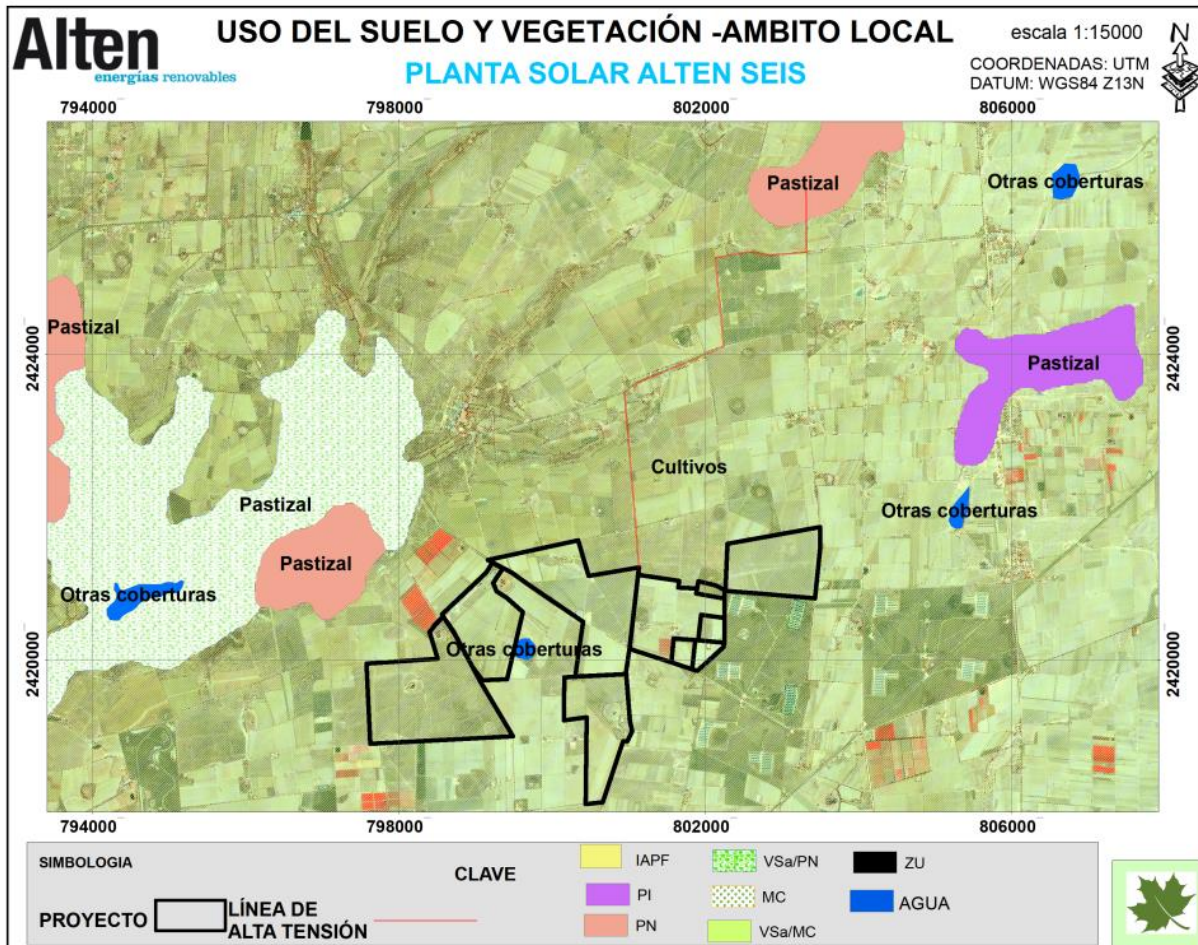 Alten
energías renovables
USO DEL SUELO Y VEGETACIÓN -AMBITO LOCAL
PLANTA SOLAR ALTEN SEIS
escala 1:15000
COORDENADAS: UTM
DATUM: WGS84 Z13N
N
794000 798000 802000 806000
Pastizal
Otras coberturas
Pastizal
2424000
Pastizal
2424000
Cultivos
Pastizal
Otras coberturas
Pastizal
Otras coberturas
Otras coberturas
2420000
2420000
794000 798000 802000 806000
SIMBOLOGIA
PROYECTO
LÍNEA DE
ALTA TENSIÓN
CLAVE
IAPF
PI
PN
VSa/PN
MC
VSa/MC
ZU
AGUA